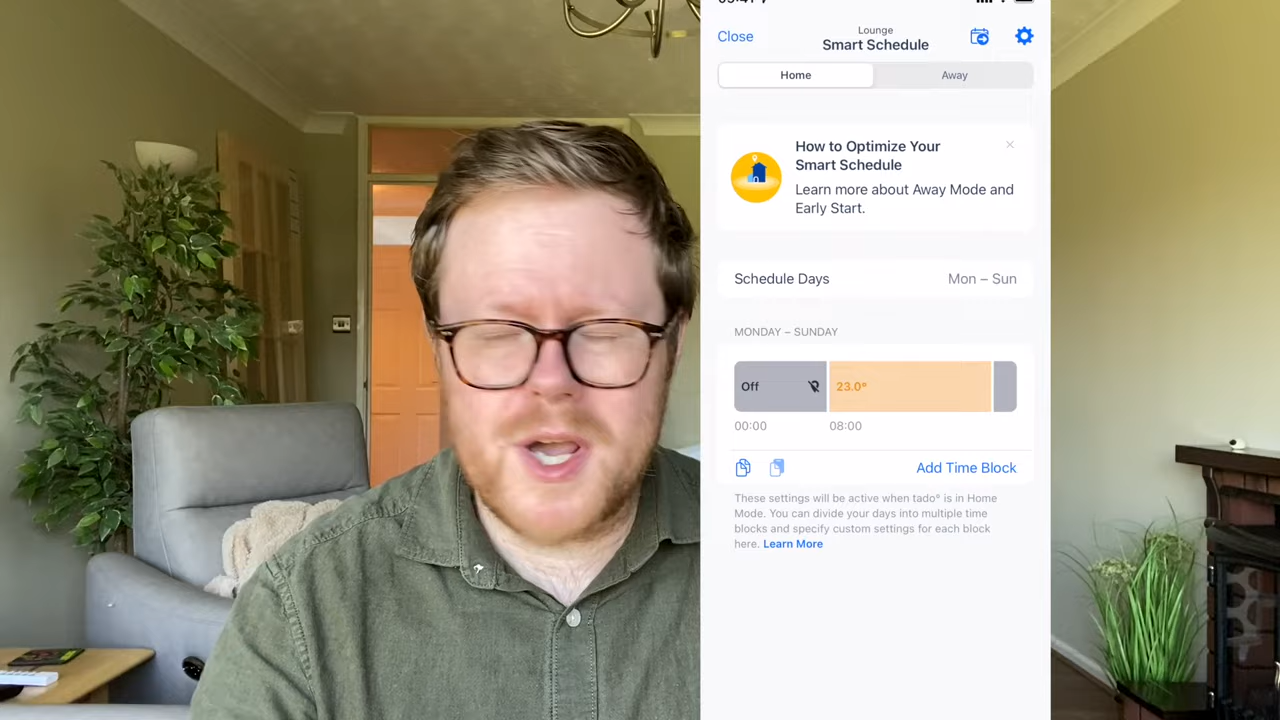 Close
Lounge
Smart Schedule
Home
Away
How to Optimize Your
Smart Schedule
Learn more about Away Mode and
Early Start.
Schedule Days
Mon – Sun
MONDAY – SUNDAY
Off
23.0°
00:00
08:00
Add Time Block
These settings will be active when tado° is in Home
Mode. You can divide your days into multiple time
blocks and specify custom settings for each block
here. Learn More